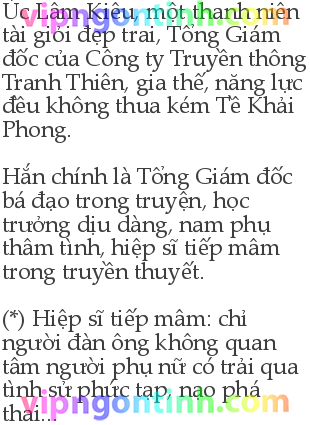 Úc Lâm Kiêu, một thanh niên
tài giỏi đẹp trai, Tổng Giám
đốc của Công ty Truyền thông
Tranh Thiên, gia thế, năng lực
đều không thua kém Tề Khải
Phong.
Hắn chính là Tổng Giám đốc
bá đạo trong truyện, học
trưởng dịu dàng, nam phụ
thâm tình, hiệp sĩ tiếp mâm
trong truyền thuyết.
(*) Hiệp sĩ tiếp mâm: chỉ
người đàn ông không quan
tâm người phụ nữ có trải qua
tình sử phức tạp, nạo phá
thai...
vipngontinh.com